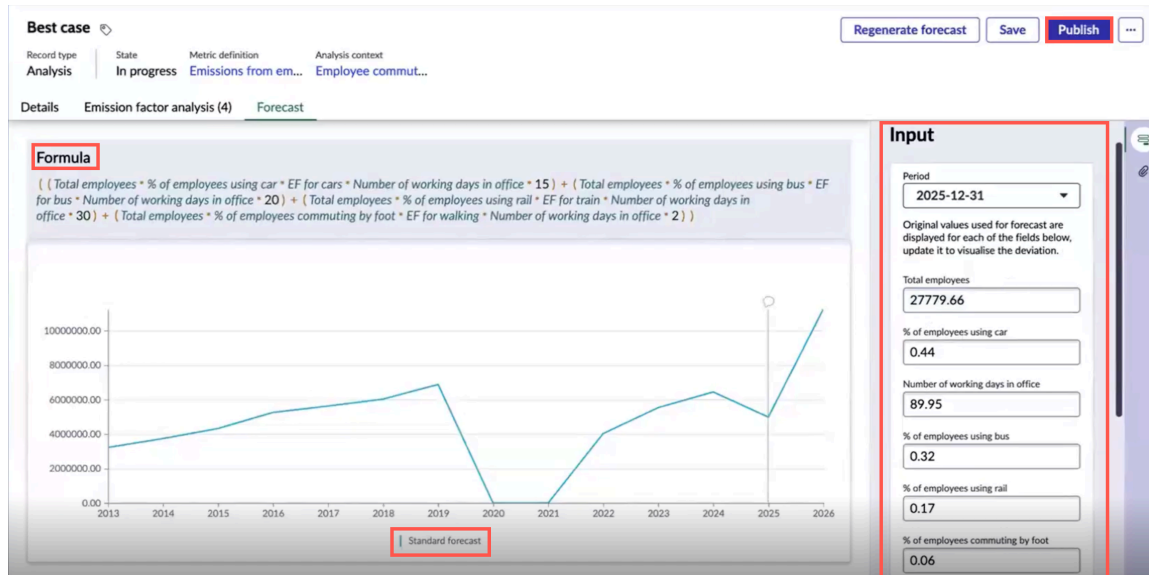 Best case
Regenerate forecast
Save
Publish
...
Record type
State
Metric definition
Analysis context
Analysis
In progress
Emissions from em...
Employee commut...
Details
Emission factor analysis (4)
Forecast
Formula
( ( Total employees * % of employees using car * EF for cars * Number of working days in office * 15 ) + ( Total employees * % of employees using bus * EF
for bus * Number of working days in office * 20 ) + ( Total employees * % of employees using rail * EF for train * Number of working days in
office * 30 ) + ( Total employees * % of employees commuting by foot * EF for walking * Number of working days in office * 2 ) )
10000000.00
8000000.00
6000000.00
4000000.00
2000000.00
0.00
2013 2014 2015 2016 2017 2018 2019 2020 2021 2022 2023 2024 2025 2026
Standard forecast
Input
Period
2025-12-31
Original values used for forecast are
displayed for each of the fields below,
update it to visualise the deviation.
Total employees
27779.66
% of employees using car
0.44
Number of working days in office
89.95
% of employees using bus
0.32
% of employees using rail
0.17
% of employees commuting by foot
0.06